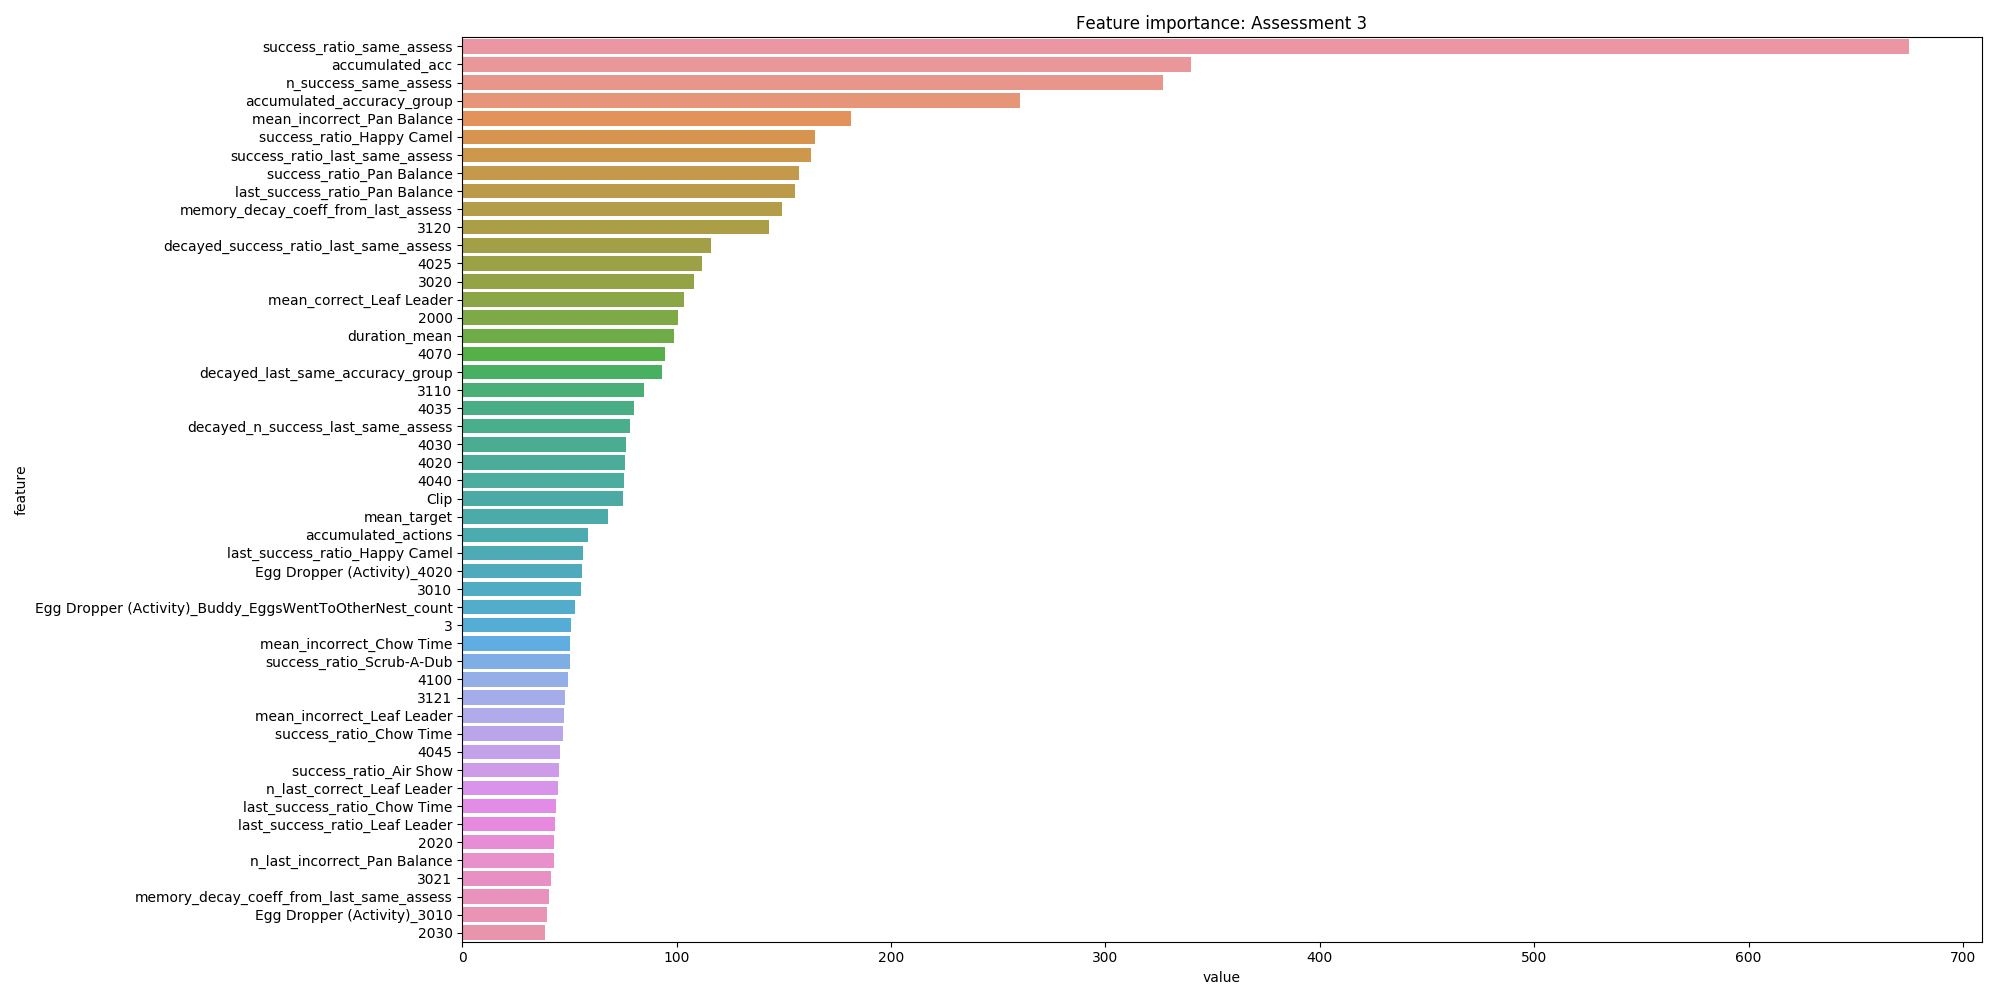 Feature importance: Assessment 3
success_ratio_same_assess
accumulated_acc
n_success_same_assess
accumulated_accuracy_group
mean_incorrect_Pan Balance
success_ratio_Happy Camel
success_ratio_last_same_assess
success_ratio_Pan Balance
last_success_ratio_Pan Balance
memory_decay_coeff_from_last_assess
3120
decayed_success_ratio_last_same_assess
4025
3020
mean_correct_Leaf Leader
2000
duration_mean
4070
decayed_last_same_accuracy_group
3110
4035
decayed_n_success_last_same_assess
4030
4020
4040
Clip
mean_target
accumulated_actions
last_success_ratio_Happy Camel
Egg Dropper (Activity)_4020
3010
Egg Dropper (Activity)_Buddy_EggsWentToOtherNest_count
3
mean_incorrect_Chow Time
success_ratio_Scrub-A-Dub
4100
3121
mean_incorrect_Leaf Leader
success_ratio_Chow Time
4045
success_ratio_Air Show
n_last_correct_Leaf Leader
last_success_ratio_Chow Time
last_success_ratio_Leaf Leader
2020
n_last_incorrect_Pan Balance
3021
memory_decay_coeff_from_last_same_assess
Egg Dropper (Activity)_3010
2030
feature
0 100 200 300 400 500 600 700
value